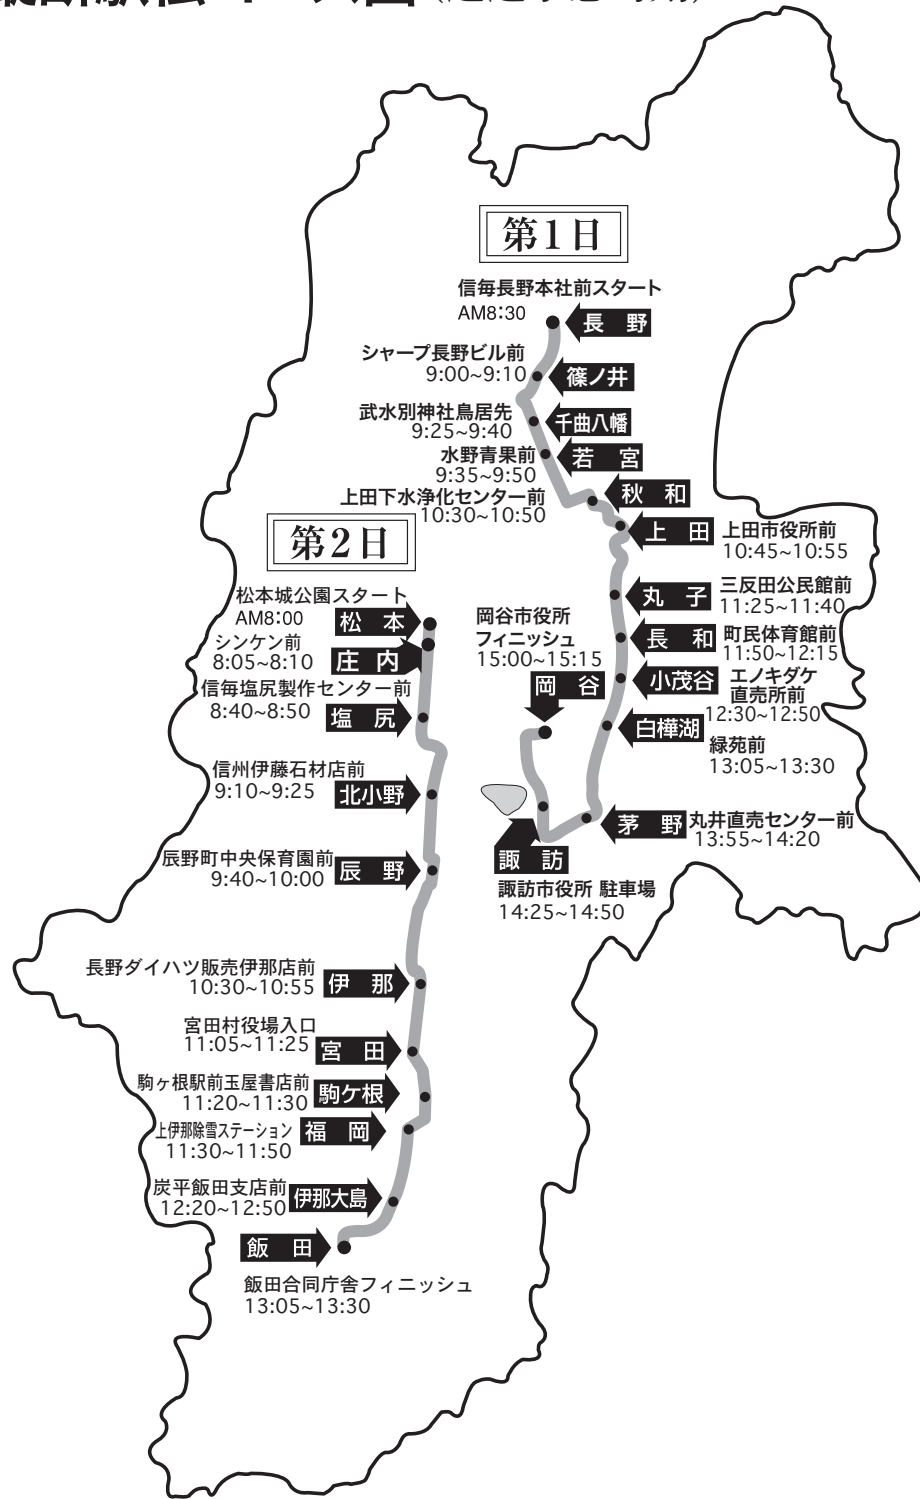 第1日
信毎長野本社前スタート
AM8:30
長 野
シャープ長野ビル前
9:00~9:10
篠ノ井
武水別神社鳥居先
9:25~9:40
千曲八幡
水野青果前
9:35~9:50
若 宮
上田下水浄化センター前
10:30~10:50
秋 和
上 田
上田市役所前
10:45~10:55
丸 子
三反田公民館前
11:25~11:40
長 和
町民体育館前
11:50~12:15
小茂谷
エノキダケ
直売所前
12:30~12:50
白樺湖
緑苑前
13:05~13:30
茅 野
丸井直売センター前
13:55~14:20
諏 訪
諏訪市役所 駐車場
14:25~14:50
岡谷市役所
フィニッシュ
15:00~15:15
岡 谷
第2日
松本城公園スタート
AM8:00
松 本
シンケン前
8:05~8:10
庄 内
信毎塩尻製作センター前
8:40~8:50
塩 尻
信州伊藤石材店前
9:10~9:25
北小野
辰野町中央保育園前
9:40~10:00
辰 野
長野ダイハツ販売伊那店前
10:30~10:55
伊 那
宮田村役場入口
11:05~11:25
宮 田
駒ヶ根駅前玉屋書店前
11:20~11:30
駒ケ根
上伊那除雪ステーション
11:30~11:50
福 岡
炭平飯田支店前
12:20~12:50
伊那大島
飯 田
飯田合同庁舎フィニッシュ
13:05~13:30